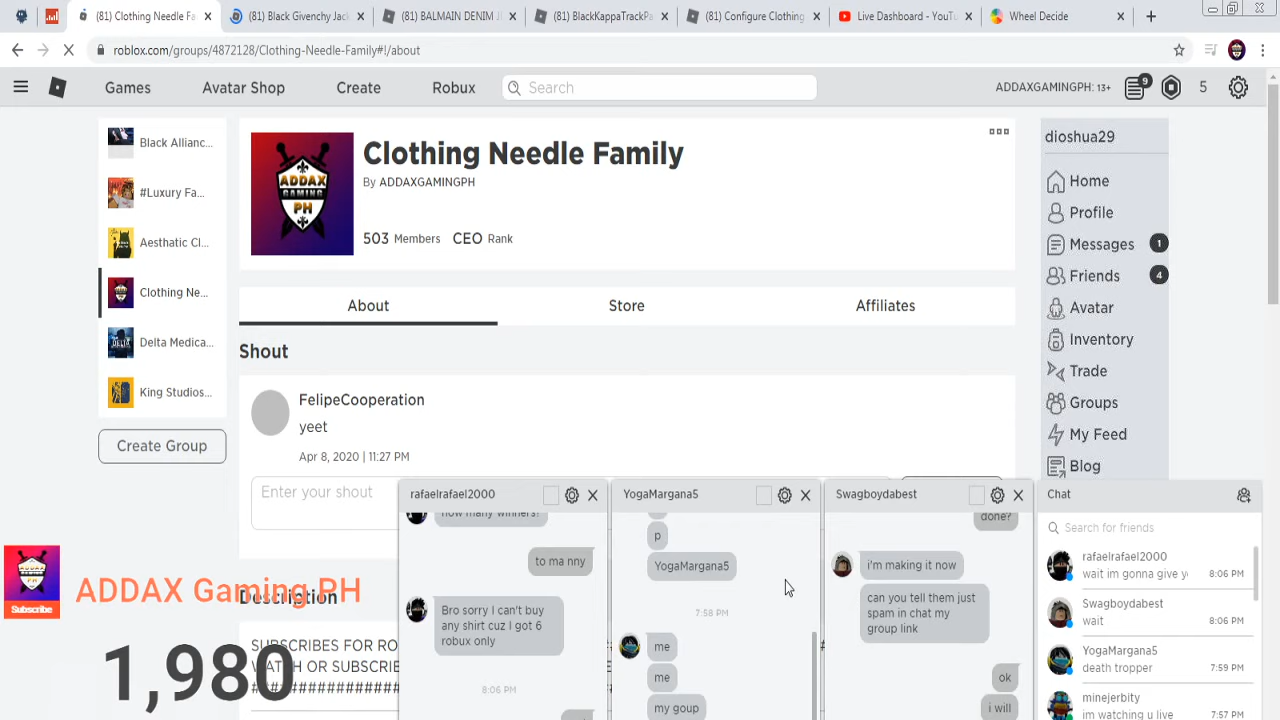 (81) Clothing Needle Fa
(81) Black Givenchy Jac
(81) BALMAIN DENIM
(81) BlackKappaTrackPa
(81) Configure Clothing
Live Dashboard - YouTu
Wheel Decide
roblox.com/groups/4872128/Clothing-Needle-Family#!/about
Games
Avatar Shop
Create
Robux
Search
ADDAXGAMINGPH: 13+
9
5
Black Allianc...
#Luxury Fa...
Aesthatic Cl...
Clothing Ne...
Delta Medica...
King Studios...
Create Group
ADDAX
GAMING
PH
Clothing Needle Family
By ADDAXGAMINGPH
503 Members
CEO Rank
About
Store
Affiliates
Shout
FelipeCooperation
yeet
Apr 8, 2020 | 11:27 PM
Enter your shout
Description
SUBSCRIBES FOR RO
WATCH OR SUBSCRIBE
dioshua29
Home
Profile
Messages 1
Friends 4
Avatar
Inventory
Trade
Groups
My Feed
Blog
rafaelrafael2000
how many winners?
to ma nny
Bro sorry I can't buy
any shirt cuz I got 6
robux only
8:06 PM
YogaMargana5
p
YogaMargana5
7:58 PM
me
me
my goup
Swagboydabest
done?
i'm making it now
can you tell them just
spam in chat my
group link
ok
i will
Chat
Search for friends
rafaelrafael2000
wait im gonna give y
8:06 PM
Swagboydabest
wait
8:06 PM
YogaMargana5
death tropper
7:59 PM
minejerbity
im watching u live
7:57 PM
Subscribe
ADDAX Gaming PH
1,980